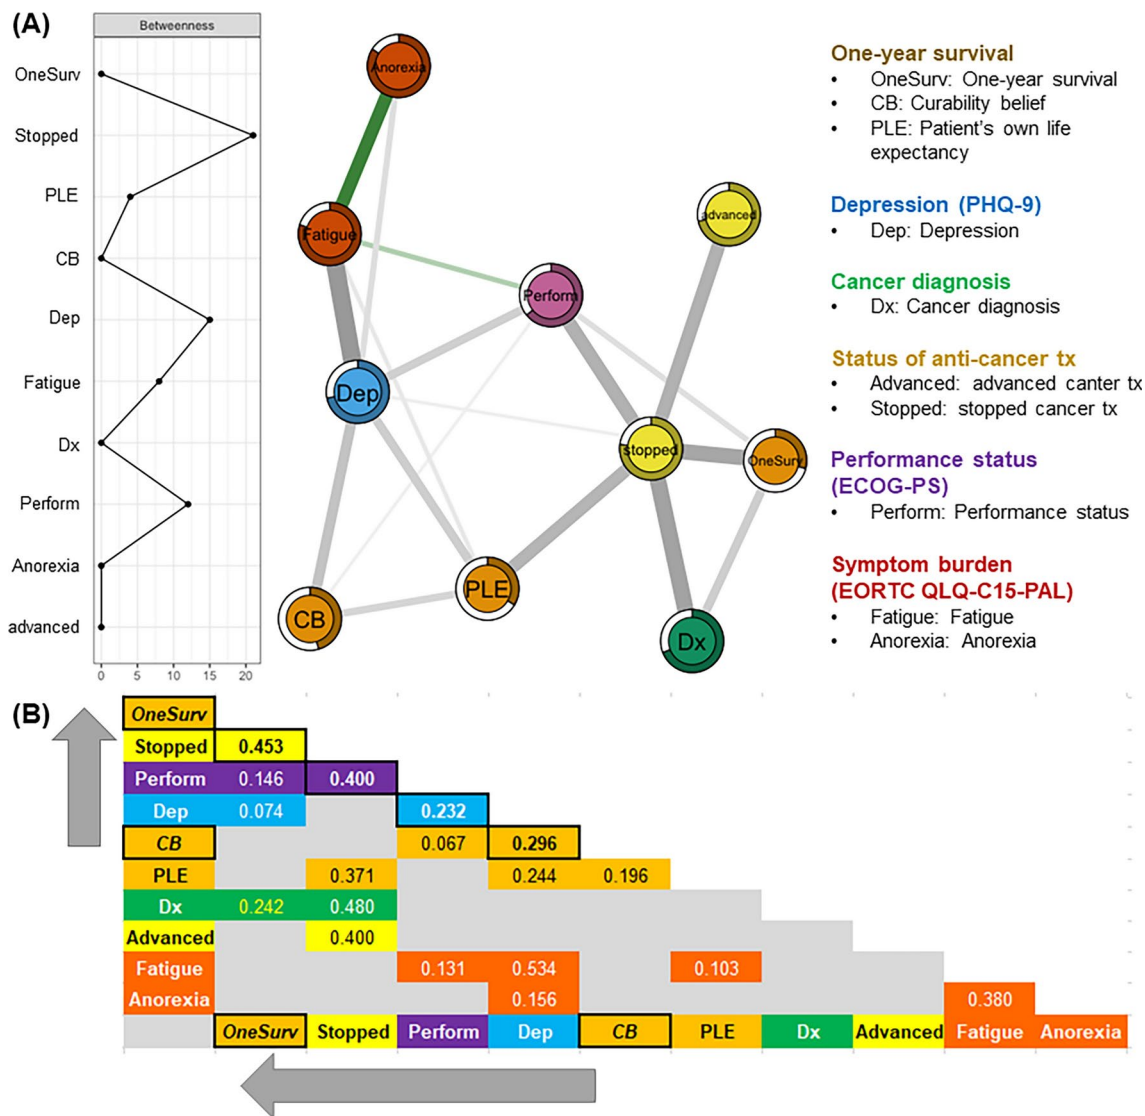 (A)
Betweenness
OneSurv
Stopped
PLE
CB
Dep
Fatigue
Dx
Perform
Anorexia
advanced
0 5 10 15 20
Anorexia
Fatigue
advanced
Perform
Dep
stopped
OneSurv
CB
PLE
Dx
One-year survival
• OneSurv: One-year survival
• CB: Curability belief
• PLE: Patient's own life
expectancy
Depression (PHQ-9)
• Dep: Depression
Cancer diagnosis
• Dx: Cancer diagnosis
Status of anti-cancer tx
• Advanced: advanced canter tx
• Stopped: stopped cancer tx
Performance status
(ECOG-PS)
• Perform: Performance status
Symptom burden
(EORTC QLQ-C15-PAL)
• Fatigue: Fatigue
• Anorexia: Anorexia
(B)
OneSurv
Stopped 0.453
Perform 0.146 0.400
Dep 0.074 0.232
CB 0.067 0.296
PLE 0.371 0.244 0.196
Dx 0.242 0.480
Advanced 0.400
Fatigue 0.131 0.534 0.103
Anorexia 0.156 0.380
OneSurv Stopped Perform Dep CB PLE Dx Advanced Fatigue Anorexia